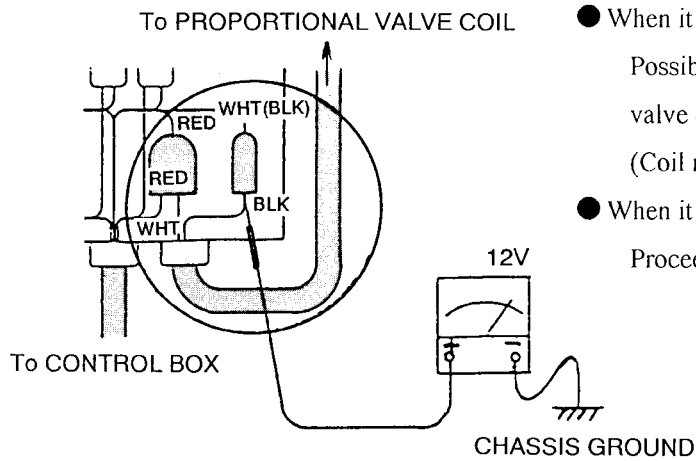 To PROPORTIONAL VALVE COIL
● When it
Possib
valve
(Coil
● When it
Procee
RED
WHT(BLK)
RED
BLK
WHT
12V
+
−
To CONTROL BOX
CHASSIS GROUND